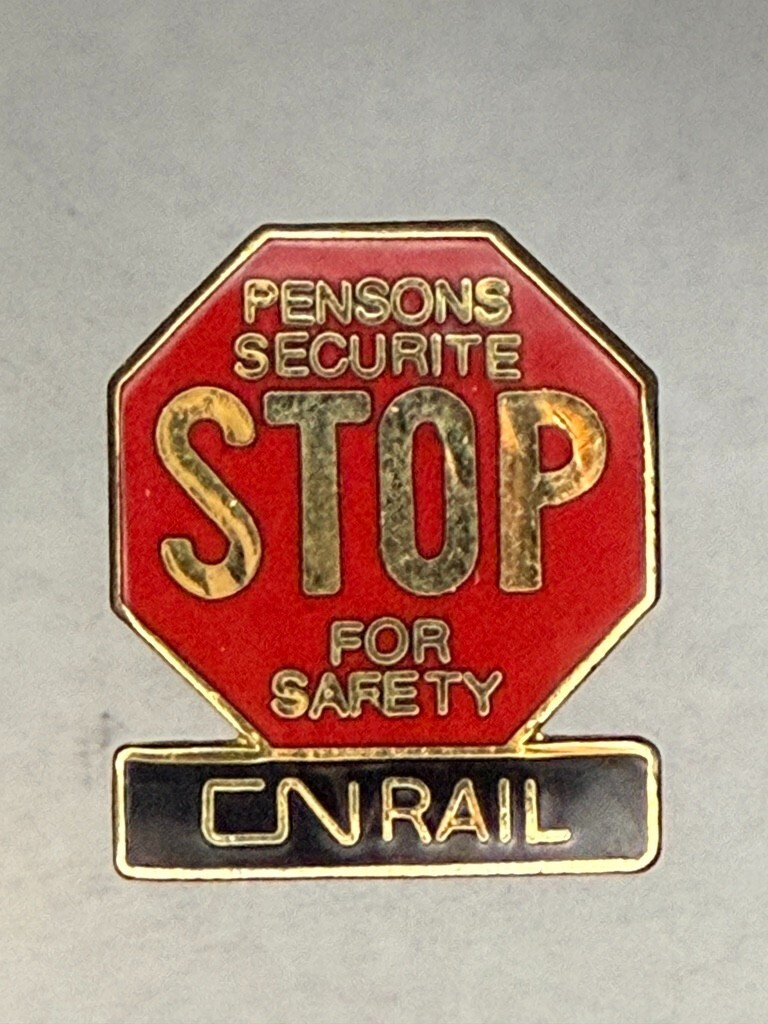 PENSONS
SECURITE
STOP
FOR
SAFETY
CN RAIL